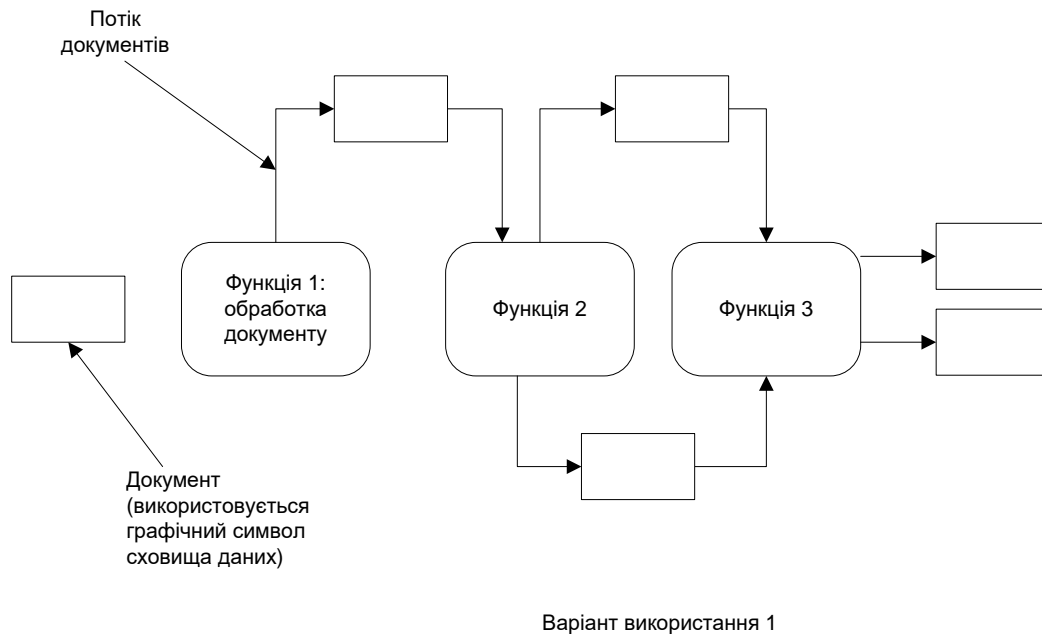 Потік
документів
Функція 1:
обработка
документу
Функція 2
Функція 3
Документ
(використовується
графічний символ
сховища даних)
Варіант використання 1